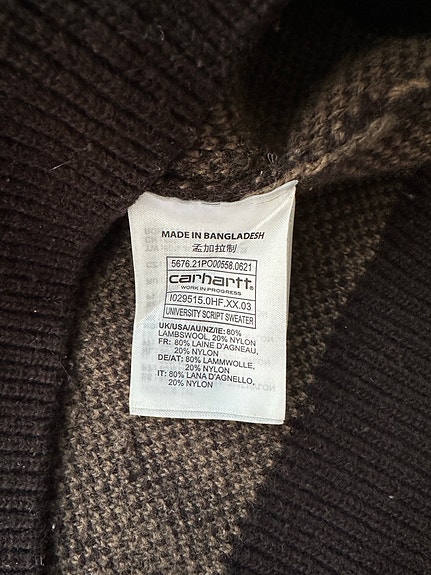 MADE IN BANGLADESH
孟加拉制
5676.21PO00558.0621
carhartt®
WORK IN PROGRESS
I029515.0HF.XX.03
UNIVERSITY SCRIPT SWEATER
UK/USA/AU/NZ/IE: 80%
LAMBSWOOL, 20% NYLON
FR: 80% LAINE D'AGNEAU,
20% NYLON
DE/AT: 80% LAMMWOLLE,
20% NYLON
IT: 80% LANA D'AGNELLO,
20% NYLON